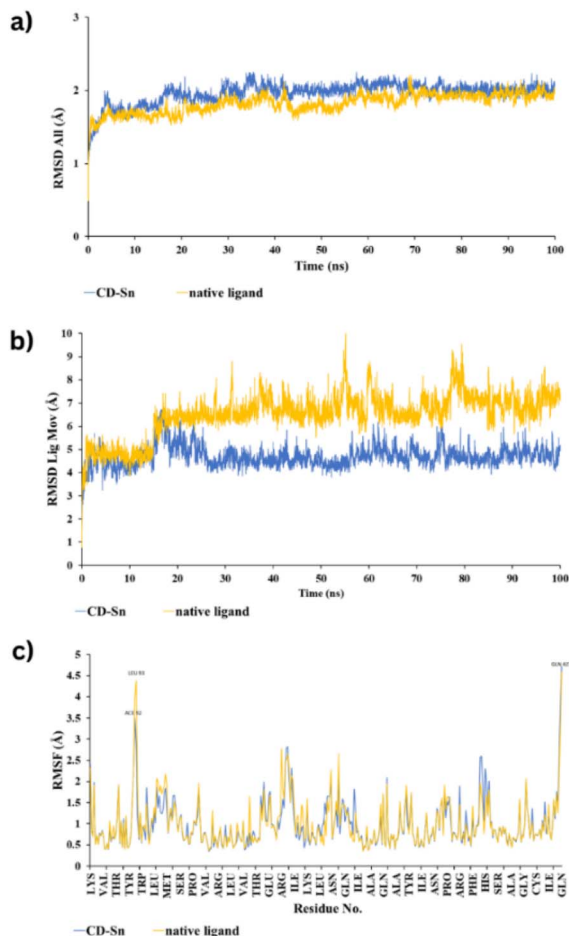 a)
3
2
1
0
RMSD All (Å)
0 10 20 30 40 50 60 70 80 90 100
Time (ns)
CD-Sn native ligand
b)
10
9
8
7
6
5
4
3
2
1
0
RMSD Lig Mov (Å)
0 10 20 30 40 50 60 70 80 90 100
Time (ns)
CD-Sn native ligand
c)
5
4.5
4
3.5
3
2.5
2
1.5
1
0.5
0
RMSF (Å)
LYS VAL THR TYR TRP LEU MET SER PRO VAL ARG LEU VAL THR GLU ARG ILE LYS LEU ASN GLN ILE ALA GLN ALA TYR ILE ASN PRO ARG PHE HIS SER ALA GLY CYS ILE GLN
Residue No.
CD-Sn native ligand